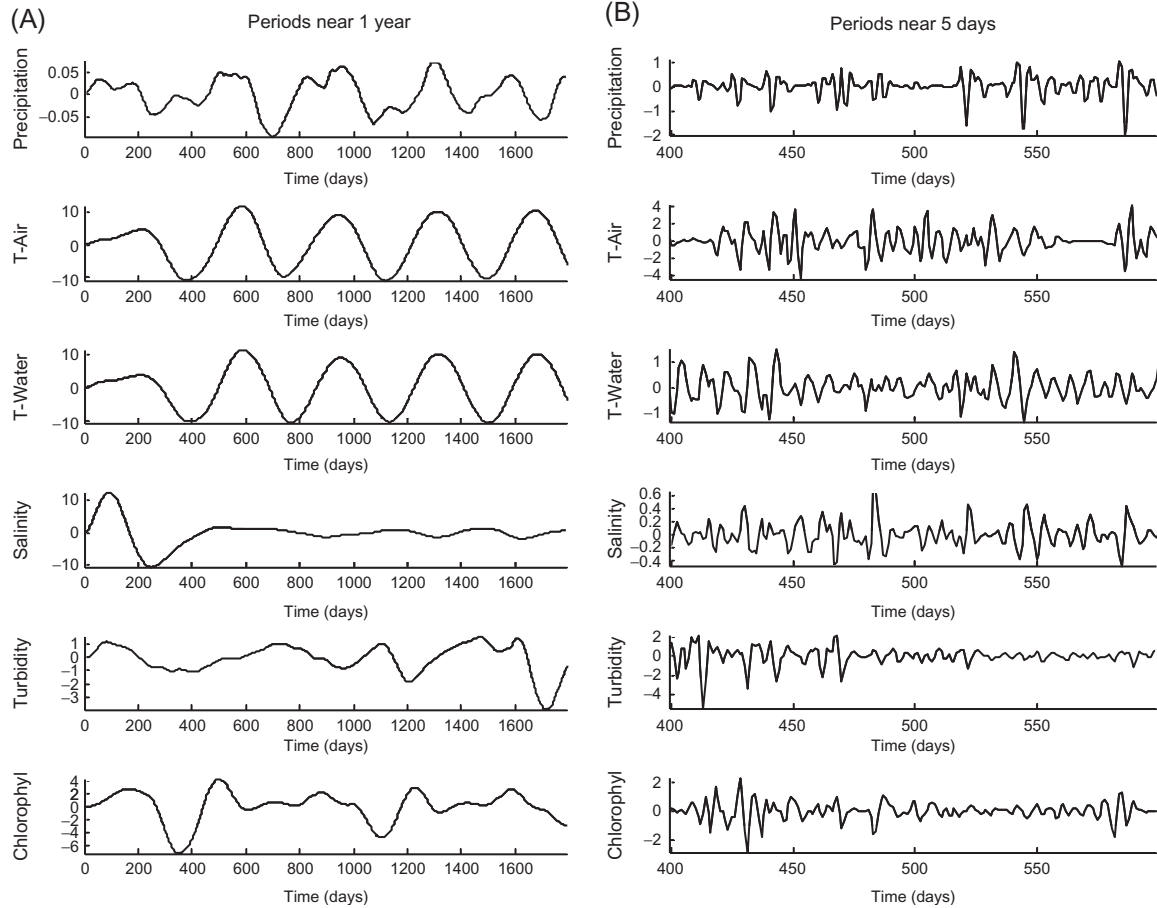 (A)
Periods near 1 year
Precipitation
0.05
0
−0.05
0 200 400 600 800 1000 1200 1400 1600
Time (days)
T-Air
10
0
−10
0 200 400 600 800 1000 1200 1400 1600
Time (days)
T-Water
10
0
−10
0 200 400 600 800 1000 1200 1400 1600
Time (days)
Salinity
10
0
−10
0 200 400 600 800 1000 1200 1400 1600
Time (days)
Turbidity
1
0
−1
−2
−3
0 200 400 600 800 1000 1200 1400 1600
Time (days)
Chlorophyl
4
2
0
−2
−4
−6
0 200 400 600 800 1000 1200 1400 1600
Time (days)
(B)
Periods near 5 days
Precipitation
1
0
−1
−2
400 450 500 550
Time (days)
T-Air
4
2
0
−2
−4
400 450 500 550
Time (days)
T-Water
1
0
−1
400 450 500 550
Time (days)
Salinity
0.6
0.2
−0.2
−0.4
400 450 500 550
Time (days)
Turbidity
2
0
−2
−4
400 450 500 550
Time (days)
Chlorophyl
2
0
−2
400 450 500 550
Time (days)